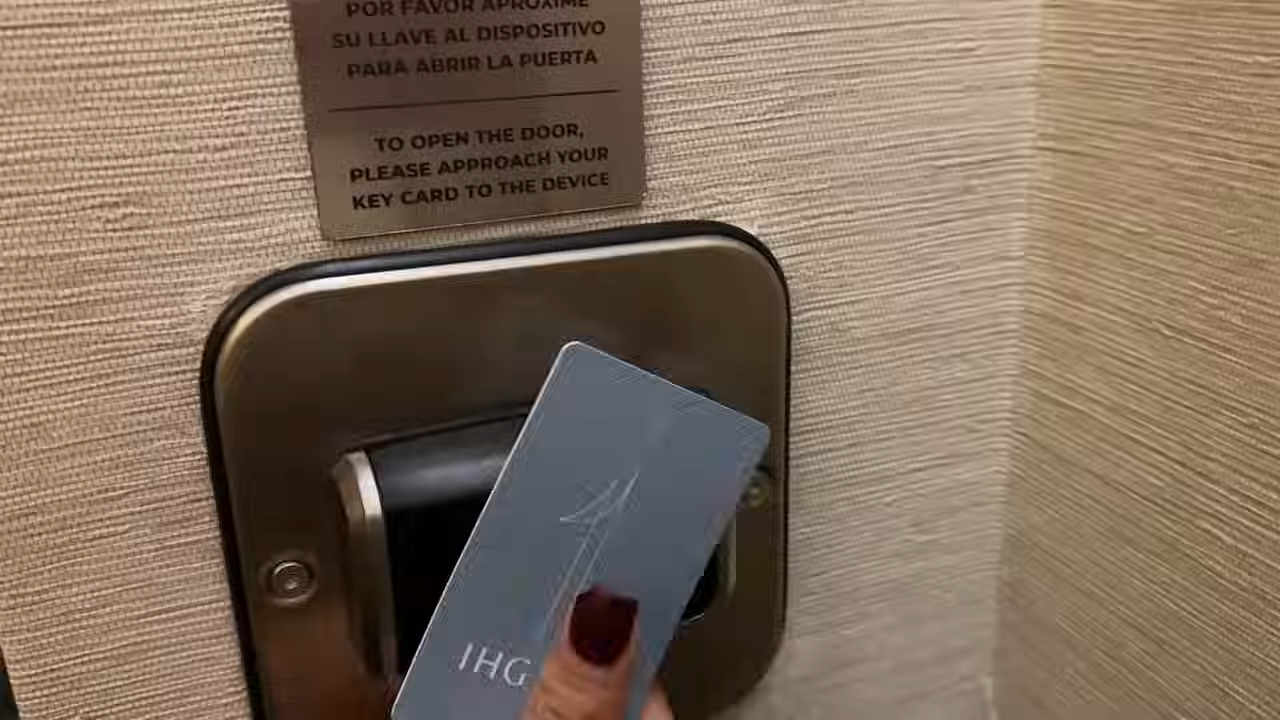 POR FAVOR APROXIME
SU LLAVE AL DISPOSITIVO
PARA ABRIR LA PUERTA
TO OPEN THE DOOR,
PLEASE APPROACH YOUR
KEY CARD TO THE DEVICE
IHG